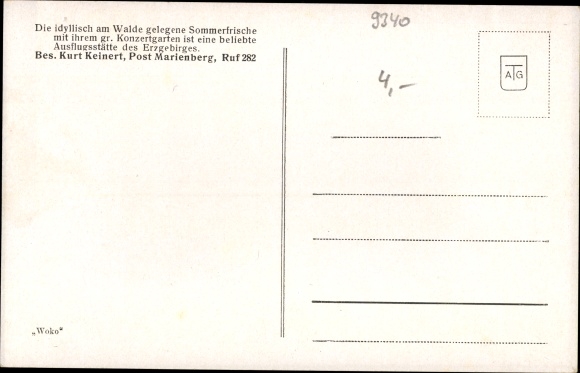 Die idyllisch am Walde gelegene Sommerfrische
mit ihrem gr. Konzertgarten ist eine beliebte
Ausflugsstätte des Erzgebirges.
Bes. Kurt Keinert, Post Marienberg, Ruf 282
9340
4,-
ATG
„Woko“